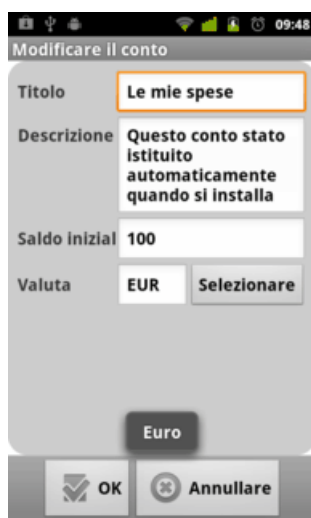 09:48
Modificare il conto
Titolo
Le mie spese
Descrizione
Questo conto stato
istituito
automaticamente
quando si installa
Saldo inizial
100
Valuta
EUR
Selezionare
Euro
OK
Annullare